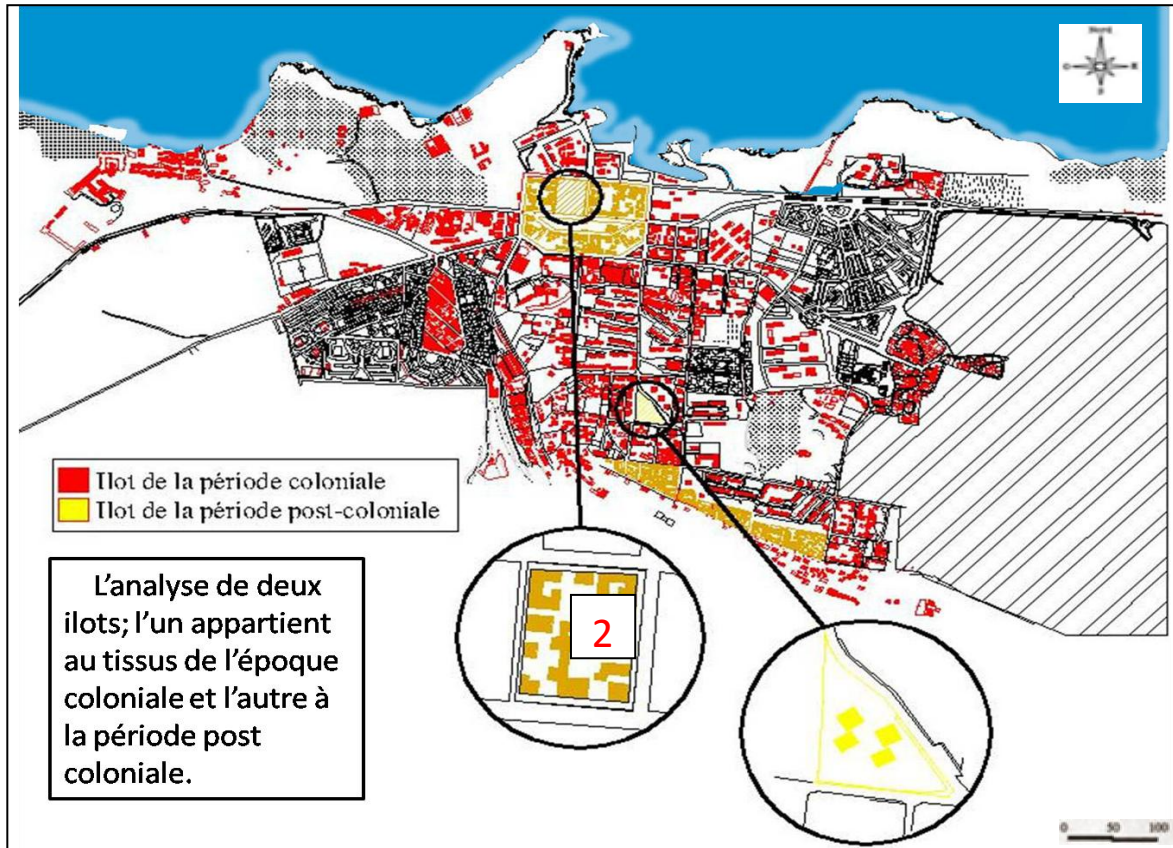 Nord
O E
S
Ilot de la période coloniale
Ilot de la période post-coloniale
L'analyse de deux
ilots; l'un appartient
au tissus de l'époque
coloniale et l'autre à
la période post
coloniale.
2
0 50 100